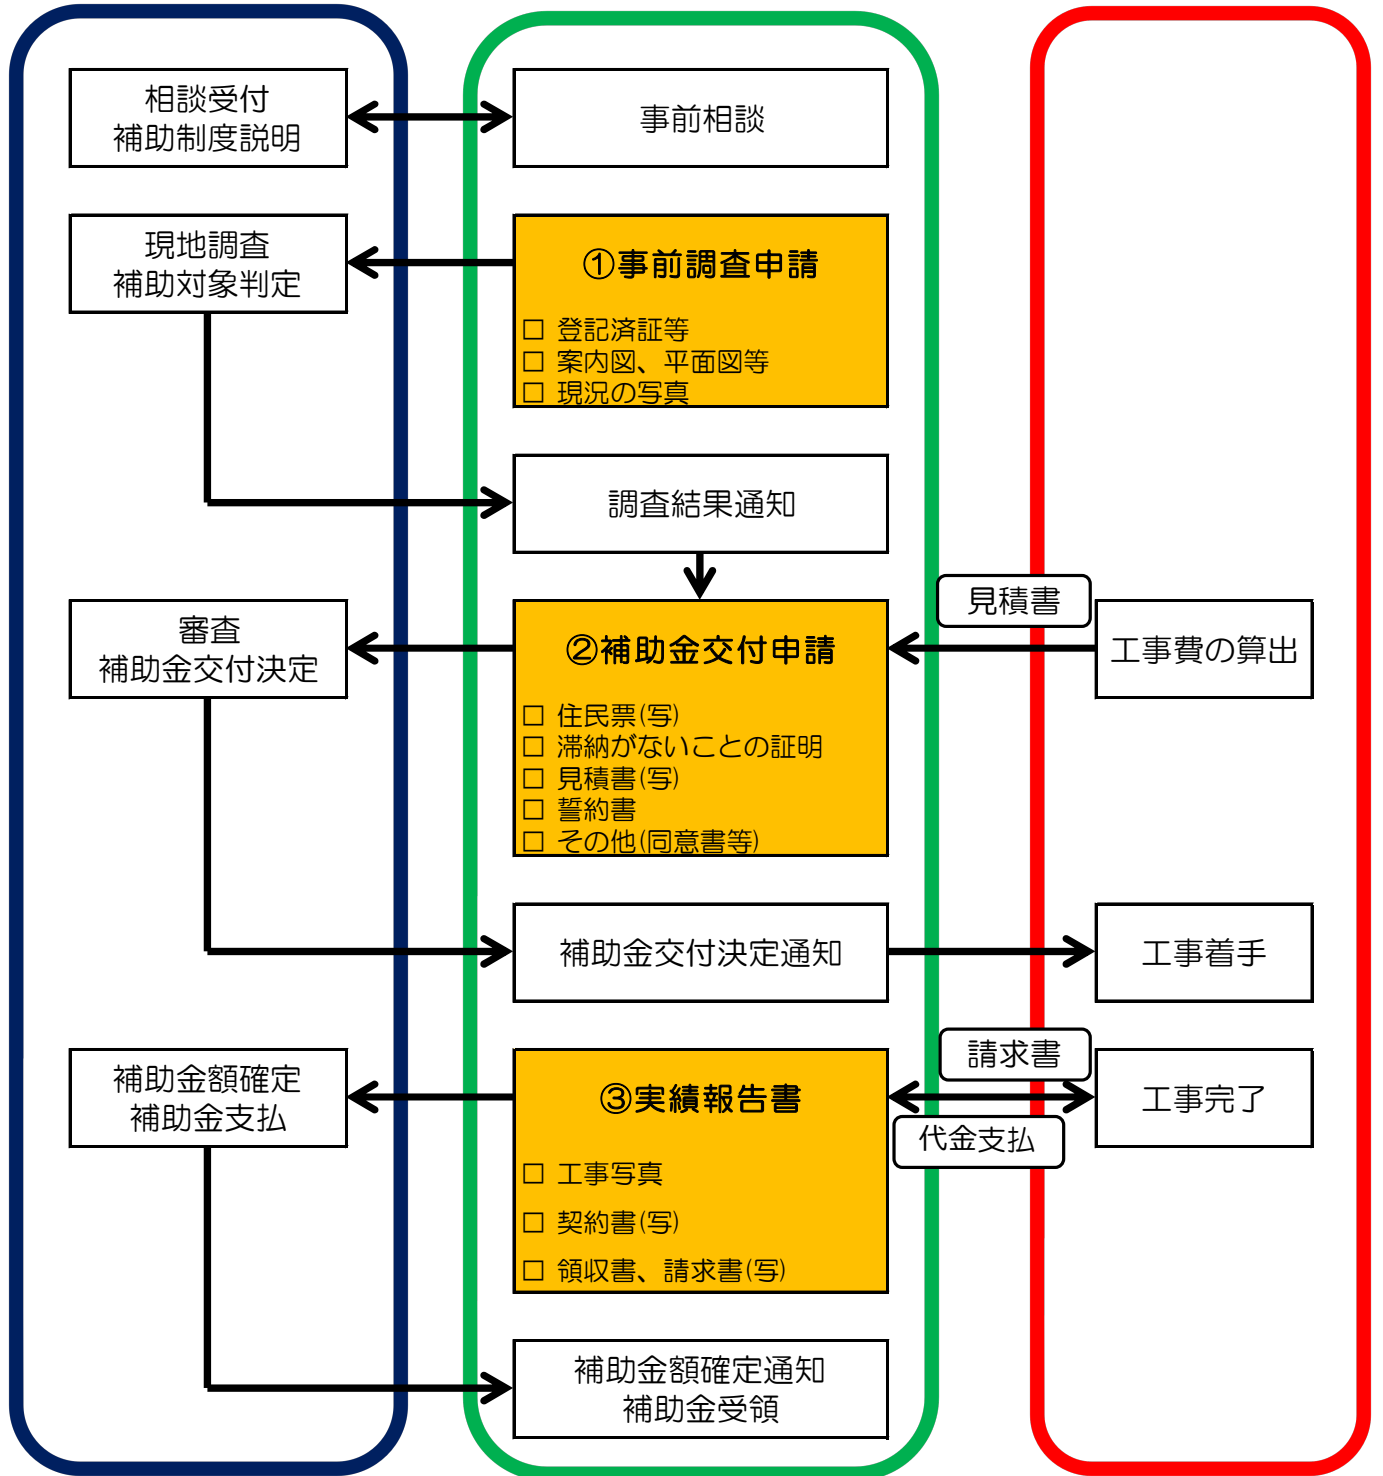 相談受付
補助制度説明
事前相談
現地調査
補助対象判定
①事前調査申請
□ 登記済証等
□ 案内図、平面図等
□ 現況の写真
調査結果通知
見積書
審査
補助金交付決定
②補助金交付申請
□ 住民票(写)
□ 滞納がないことの証明
□ 見積書(写)
□ 誓約書
□ その他(同意書等)
工事費の算出
補助金交付決定通知
工事着手
補助金額確定
補助金支払
③実績報告書
□ 工事写真
□ 契約書(写)
□ 領収書、請求書(写)
請求書
代金支払
工事完了
補助金額確定通知
補助金受領